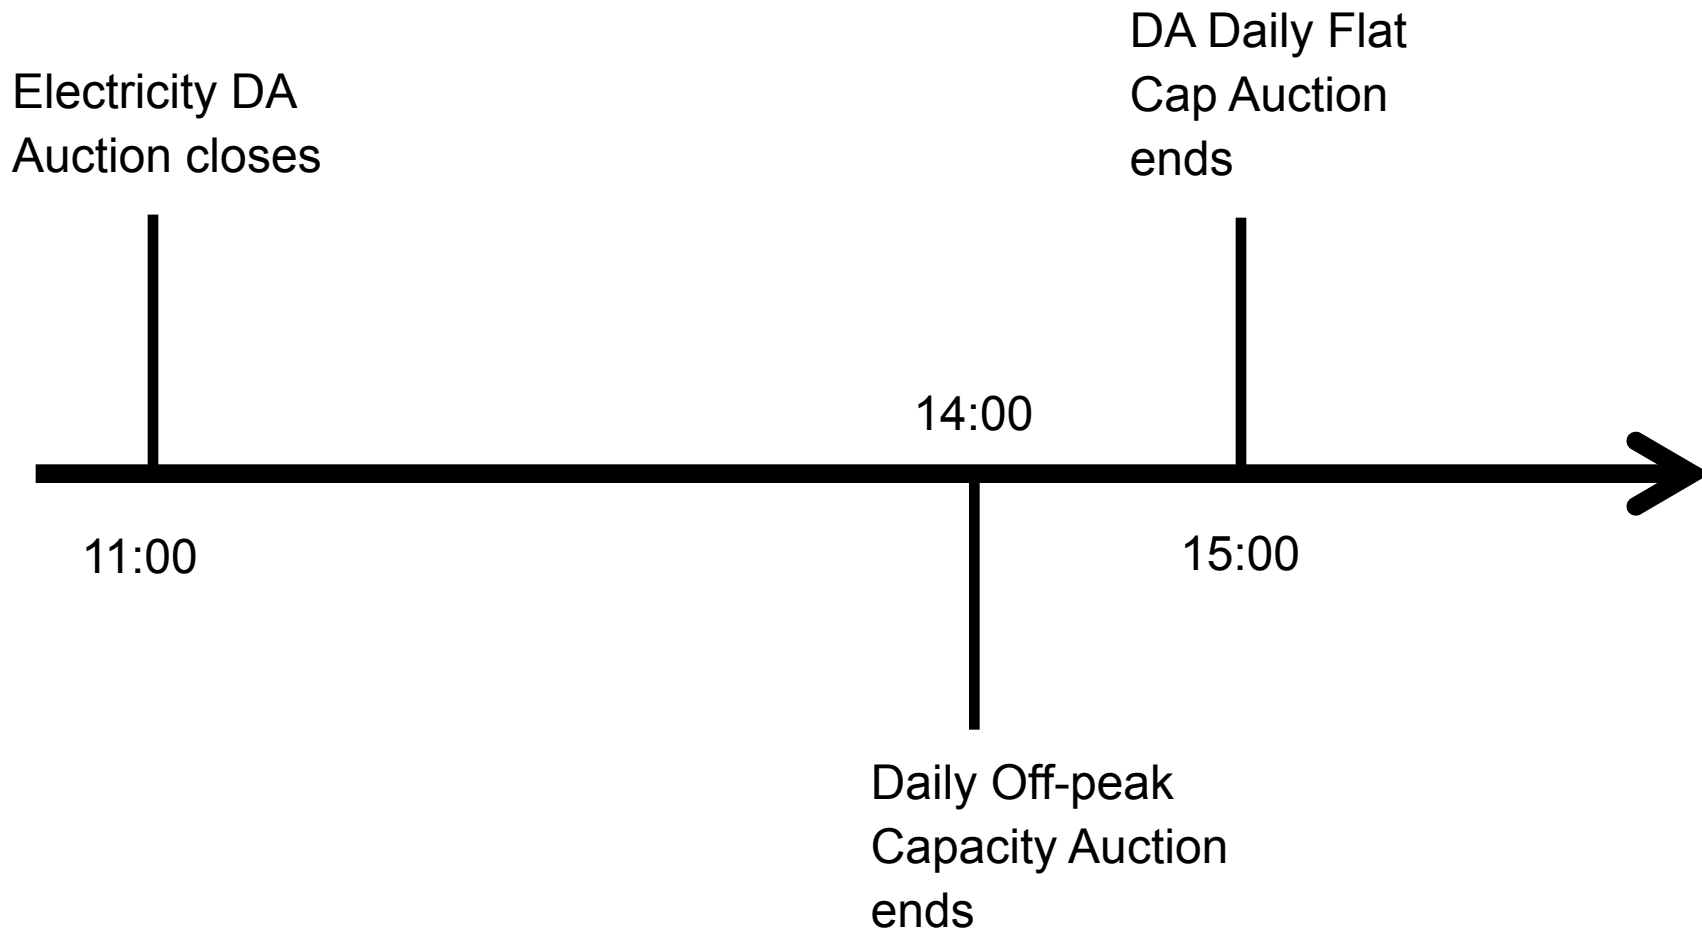 Electricity DA
Auction closes
DA Daily Flat
Cap Auction
ends
14:00
11:00
15:00
Daily Off-peak
Capacity Auction
ends